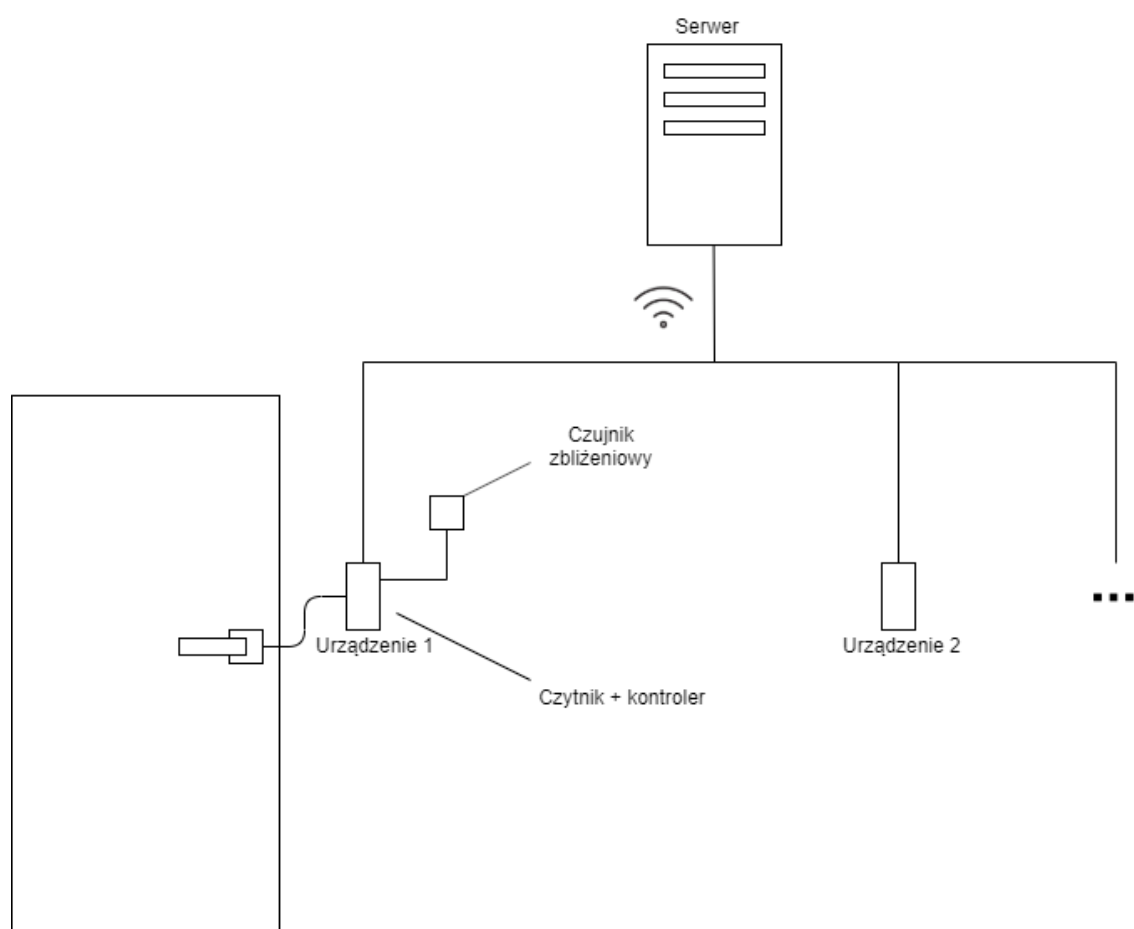 Serwer
Czujnik
zbliżeniowy
Urządzenie 1
Urządzenie 2
Czytnik + kontroler